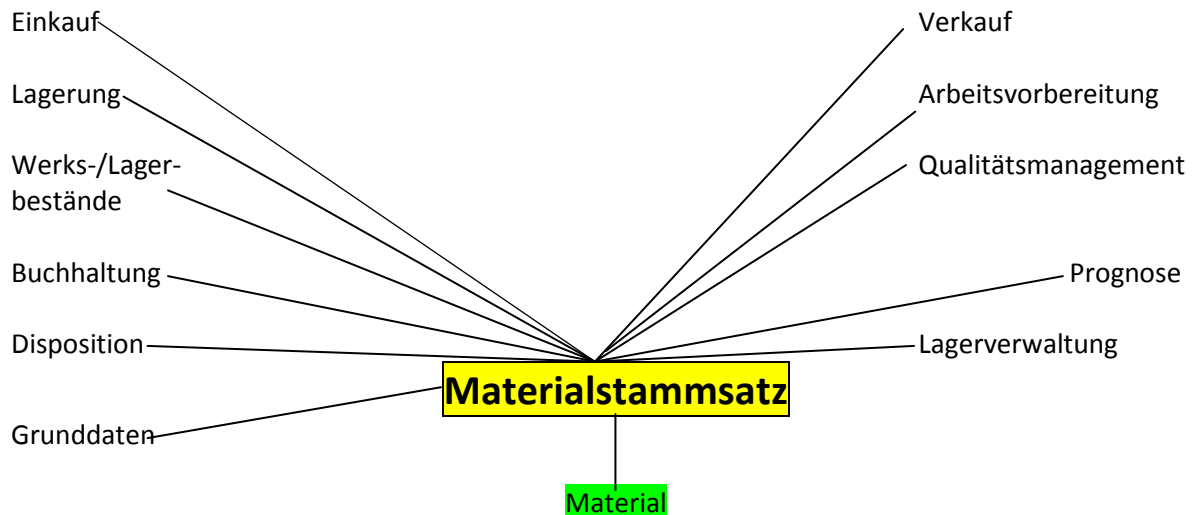 Einkauf
Verkauf
Lagerung
Arbeitsvorbereitung
Werks-/Lager-
bestände
Qualitätsmanagement
Buchhaltung
Prognose
Disposition
Lagerverwaltung
Materialstammsatz
Grunddaten
Material